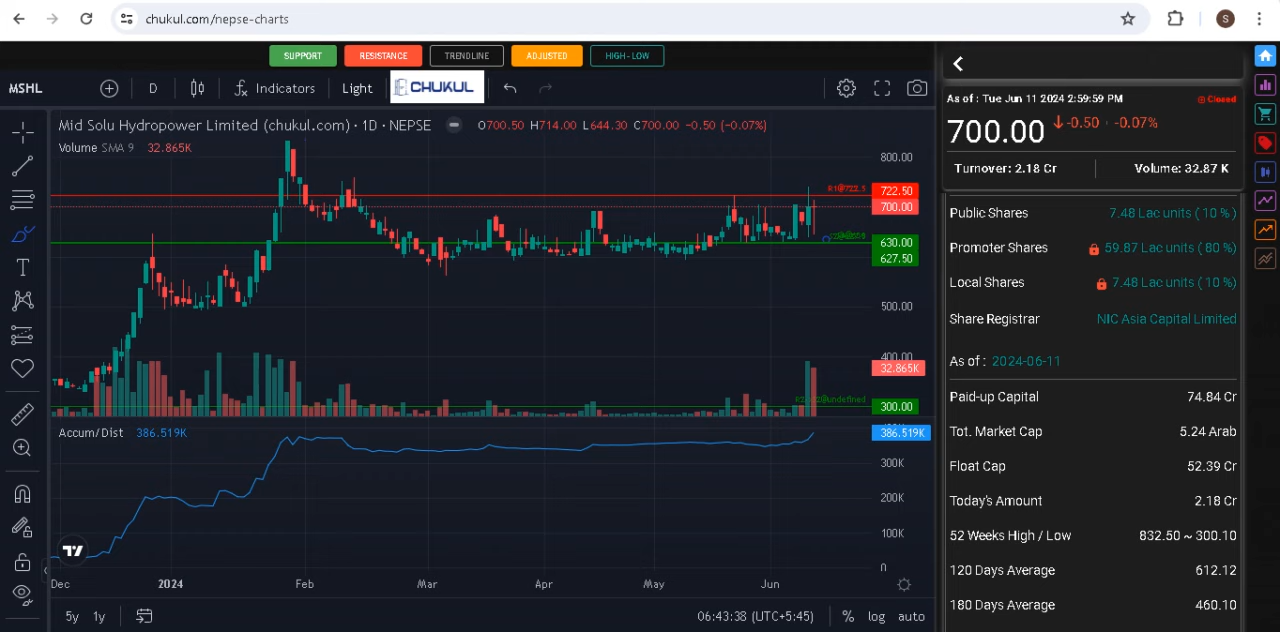 chukul.com/nepse-charts
S
SUPPORT RESISTANCE TRENDLINE ADJUSTED HIGH-LOW
MSHL D Indicators Light CHUKUL
Mid Solu Hydropower Limited (chukul.com) · 1D · NEPSE O700.50 H714.00 L644.30 C700.00 -0.50 (-0.07%)
Volume SMA 9 32.865K
800.00
R1@722.5 722.50
700.00
630.00
627.50
500.00
400.00
32.865K
300.00
Accum/Dist 386.519K
386.519K
300K
200K
100K
0
Dec 2024 Feb Mar Apr May Jun
5y 1y 06:43:38 (UTC+5:45) % log auto
As of : Tue Jun 11 2024 2:59:59 PM Closed
700.00 -0.50 · -0.07%
Turnover: 2.18 Cr Volume: 32.87 K
Public Shares 7.48 Lac units ( 10 % )
Promoter Shares 59.87 Lac units ( 80 %)
Local Shares 7.48 Lac units ( 10 %)
Share Registrar NIC Asia Capital Limited
As of : 2024-06-11
Paid-up Capital 74.84 Cr
Tot. Market Cap 5.24 Arab
Float Cap 52.39 Cr
Today's Amount 2.18 Cr
52 Weeks High / Low 832.50 ~ 300.10
120 Days Average 612.12
180 Days Average 460.10